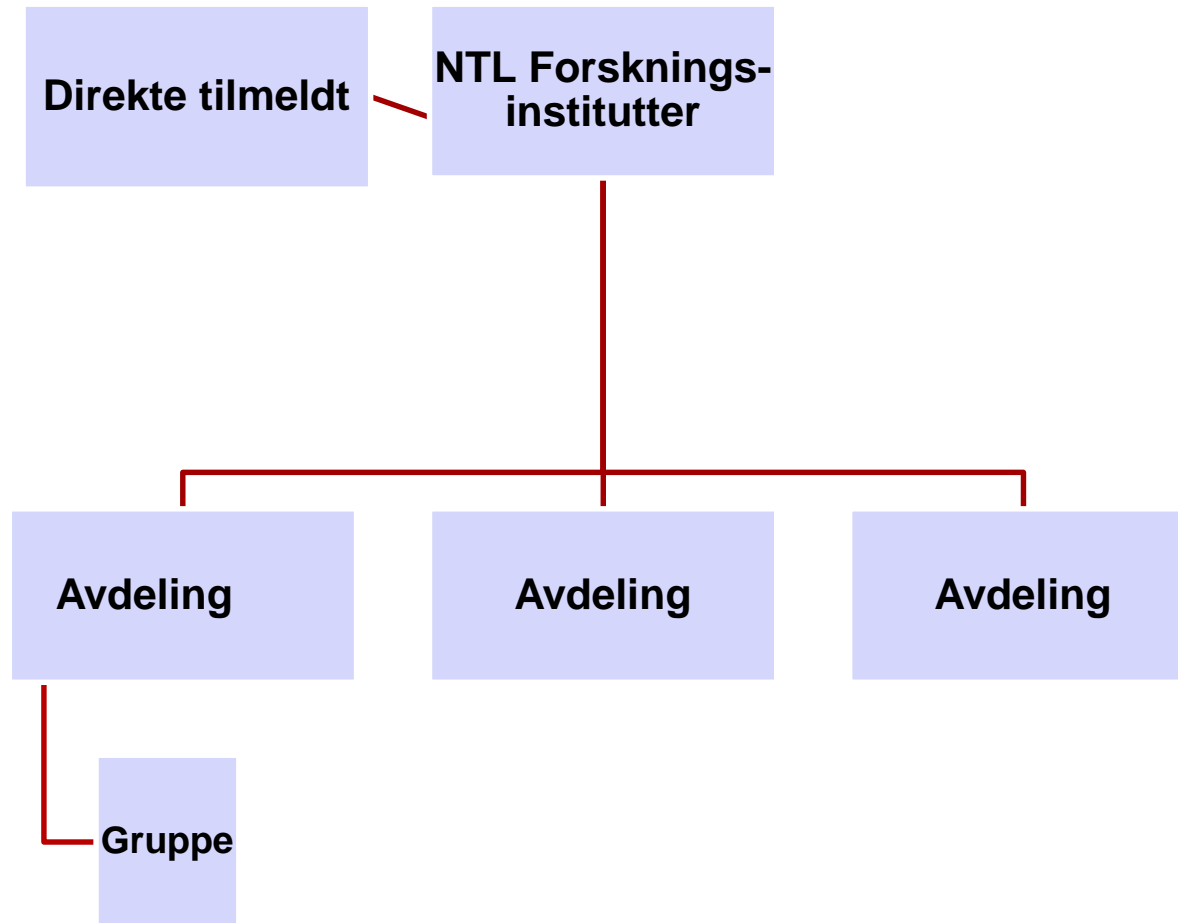 Direkte tilmeldt
NTL Forsknings-
institutter
Avdeling
Avdeling
Avdeling
Gruppe